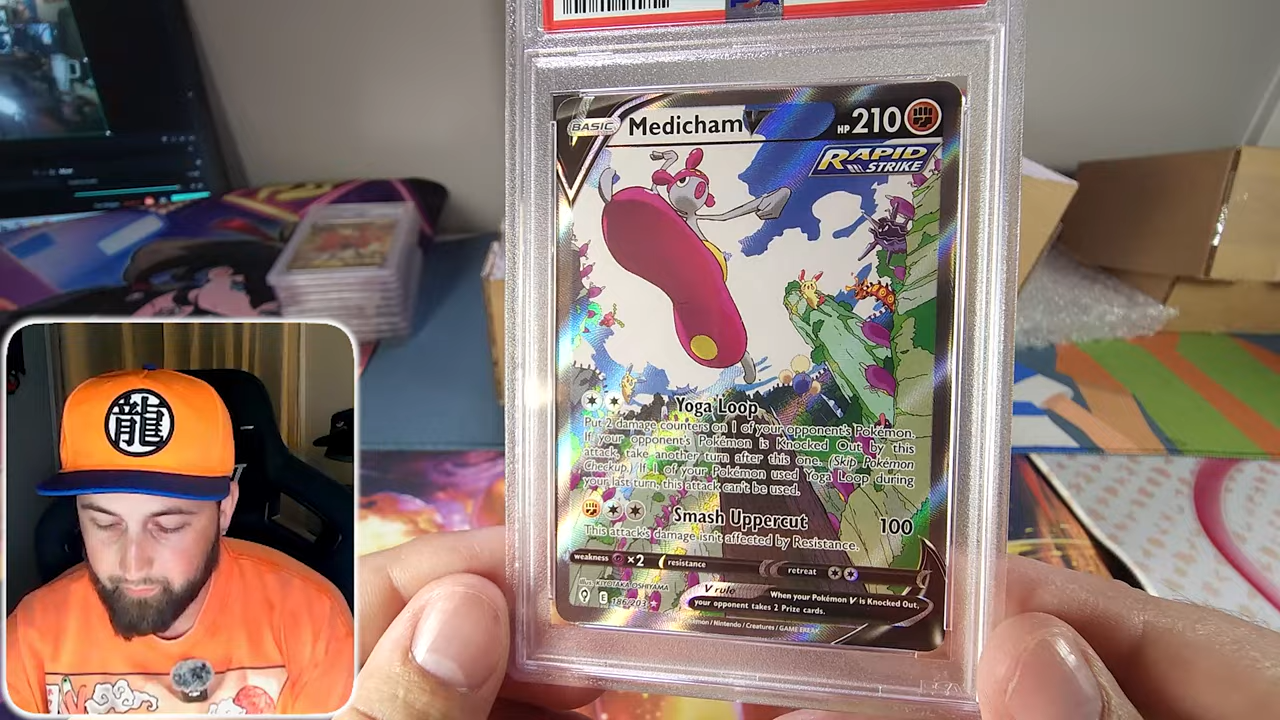 PSA
BASIC
Medicham V
HP 210
RAPID
STRIKE
Yoga Loop
Put 2 damage counters on 1 of your opponent's Pokémon.
If your opponent's Pokémon is Knocked Out by this
attack, take another turn after this one. (Skip Pokémon
Checkup.) If 1 of your Pokémon used Yoga Loop during
your last turn, this attack can't be used.
Smash Uppercut 100
This attack's damage isn't affected by Resistance.
weakness ×2 resistance retreat
Illus. KIYOTAKA OSHIYAMA
E 186/203
V rule When your Pokémon V is Knocked Out,
your opponent takes 2 Prize cards.
Pokémon / Nintendo / Creatures / GAME FREAK
龍